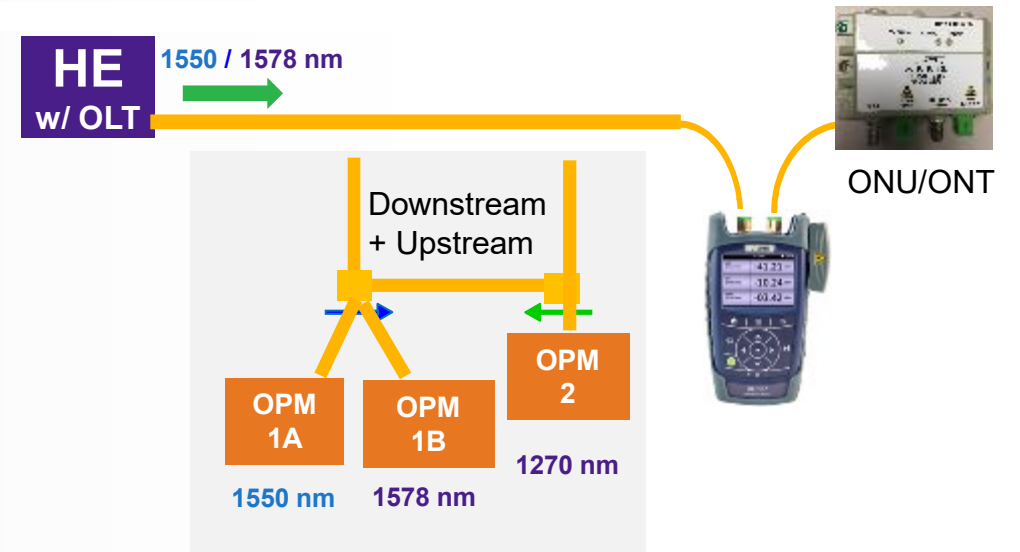 HE
w/ OLT
1550 / 1578 nm
ONU/ONT
Downstream
+ Upstream
OPM
1A
OPM
1B
OPM
2
1550 nm
1578 nm
1270 nm